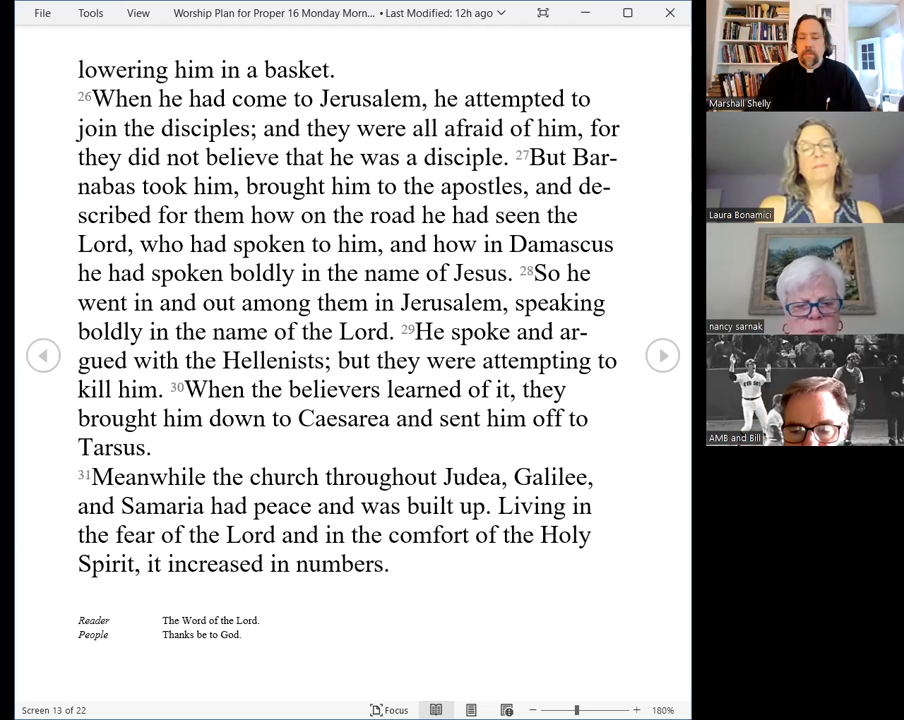 File Tools View Worship Plan for Proper 16 Monday Morn... • Last Modified: 12h ago
lowering him in a basket.
26When he had come to Jerusalem, he attempted to
join the disciples; and they were all afraid of him, for
they did not believe that he was a disciple. 27But Bar-
nabas took him, brought him to the apostles, and de-
scribed for them how on the road he had seen the
Lord, who had spoken to him, and how in Damascus
he had spoken boldly in the name of Jesus. 28So he
went in and out among them in Jerusalem, speaking
boldly in the name of the Lord. 29He spoke and ar-
gued with the Hellenists; but they were attempting to
kill him. 30When the believers learned of it, they
brought him down to Caesarea and sent him off to
Tarsus.
31Meanwhile the church throughout Judea, Galilee,
and Samaria had peace and was built up. Living in
the fear of the Lord and in the comfort of the Holy
Spirit, it increased in numbers.
Reader The Word of the Lord.
People Thanks be to God.
Screen 13 of 22 Focus 180%
Marshall Shelly
Laura Bonamici
nancy sarnak
RED SOX
AMB and Bill